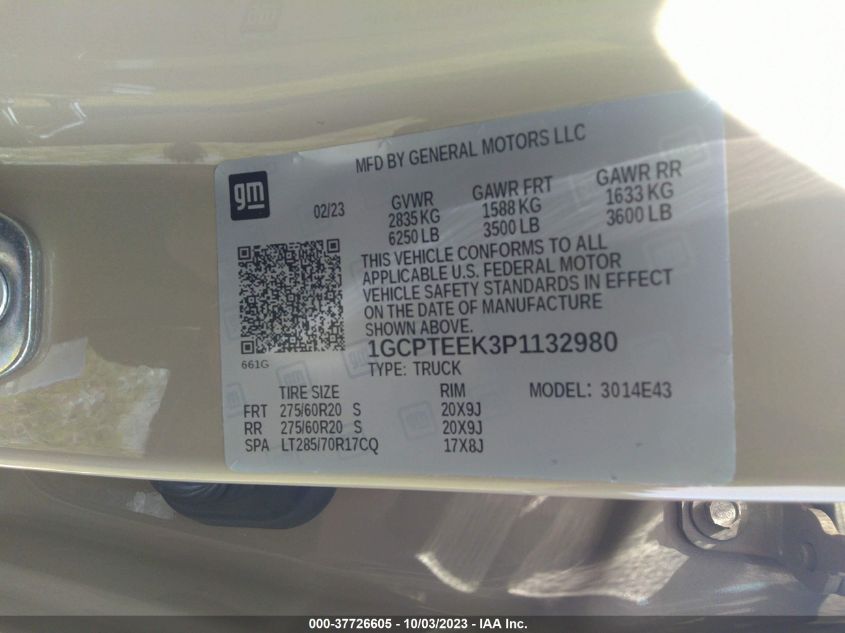 MFD BY GENERAL MOTORS LLC
gm
02/23
GVWR GAWR FRT GAWR RR
2835 KG 1588 KG 1633 KG
6250 LB 3500 LB 3600 LB
THIS VEHICLE CONFORMS TO ALL
APPLICABLE U.S. FEDERAL MOTOR
VEHICLE SAFETY STANDARDS IN EFFECT
ON THE DATE OF MANUFACTURE
SHOWN ABOVE.
661G
1GCPTEEK3P1132980
TYPE: TRUCK
TIRE SIZE RIM MODEL: 3014E43
FRT 275/60R20 S 20X9J
RR 275/60R20 S 20X9J
SPA LT285/70R17CQ 17X8J
000-37726605 - 10/03/2023 - IAA Inc.